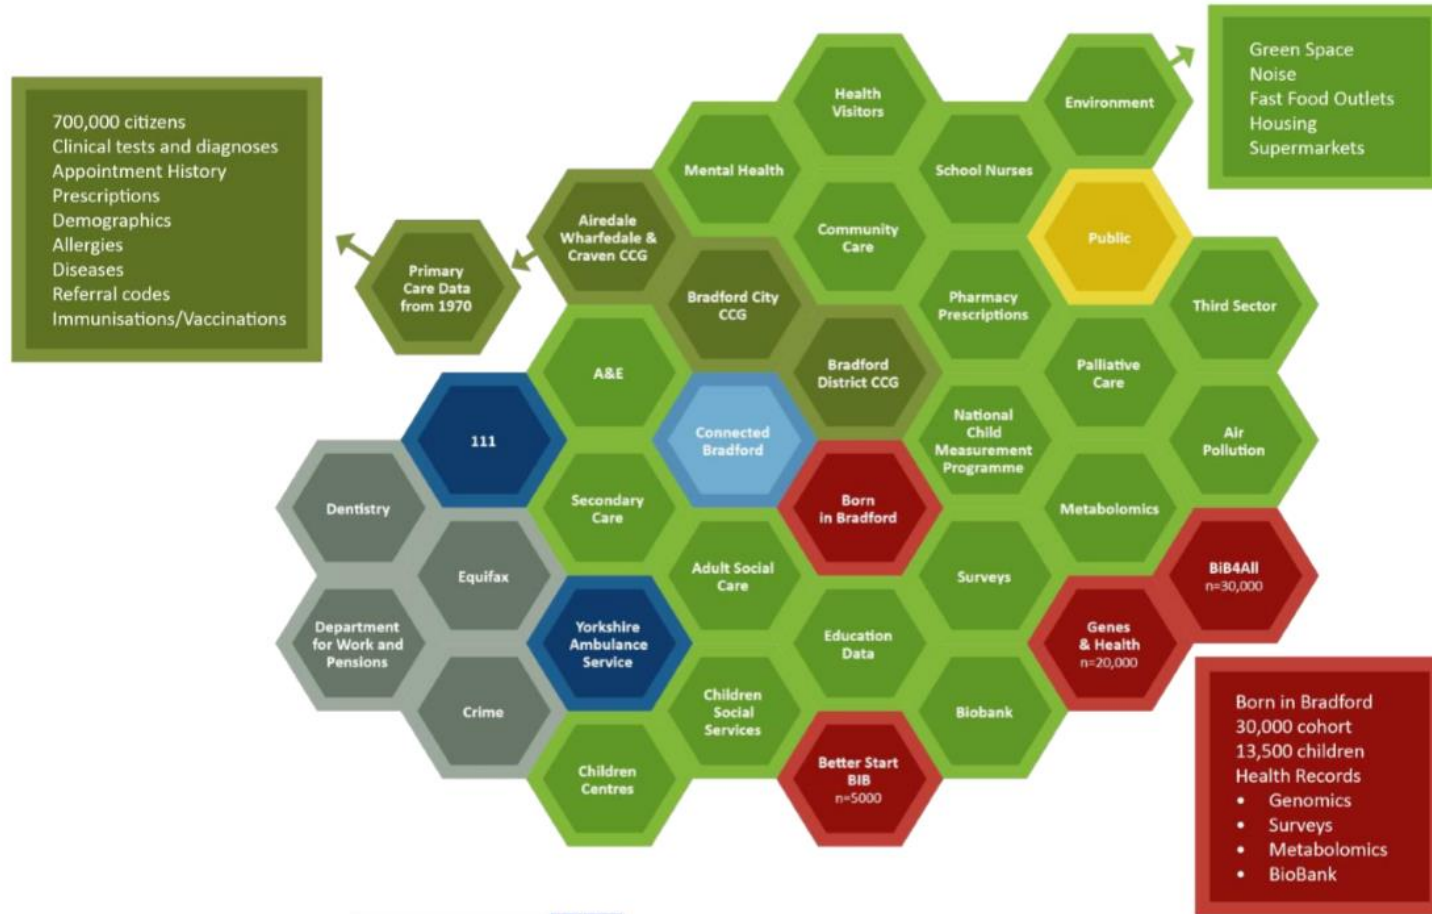 700,000 citizens
Clinical tests and diagnoses
Appointment History
Prescriptions
Demographics
Allergies
Diseases
Referral codes
Immunisations/Vaccinations
Primary
Care Data
from 1970
Airedale
Wharfedale &
Craven CCG
Mental Health
Health
Visitors
School Nurses
Environment
Green Space
Noise
Fast Food Outlets
Housing
Supermarkets
Community
Care
Public
Bradford City
CCG
Pharmacy
Prescriptions
Third Sector
A&E
Bradford
District CCG
Palliative
Care
111
Connected
Bradford
National
Child
Measurement
Programme
Air
Pollution
Dentistry
Secondary
Care
Born
in Bradford
Metabolomics
Equifax
Adult Social
Care
Surveys
BiB4All
n=30,000
Department
for Work and
Pensions
Yorkshire
Ambulance
Service
Education
Data
Genes
& Health
n=20,000
Crime
Children
Social
Services
Biobank
Children
Centres
Better Start
BIB
n=5000
Born in Bradford
30,000 cohort
13,500 children
Health Records
• Genomics
• Surveys
• Metabolomics
• BioBank